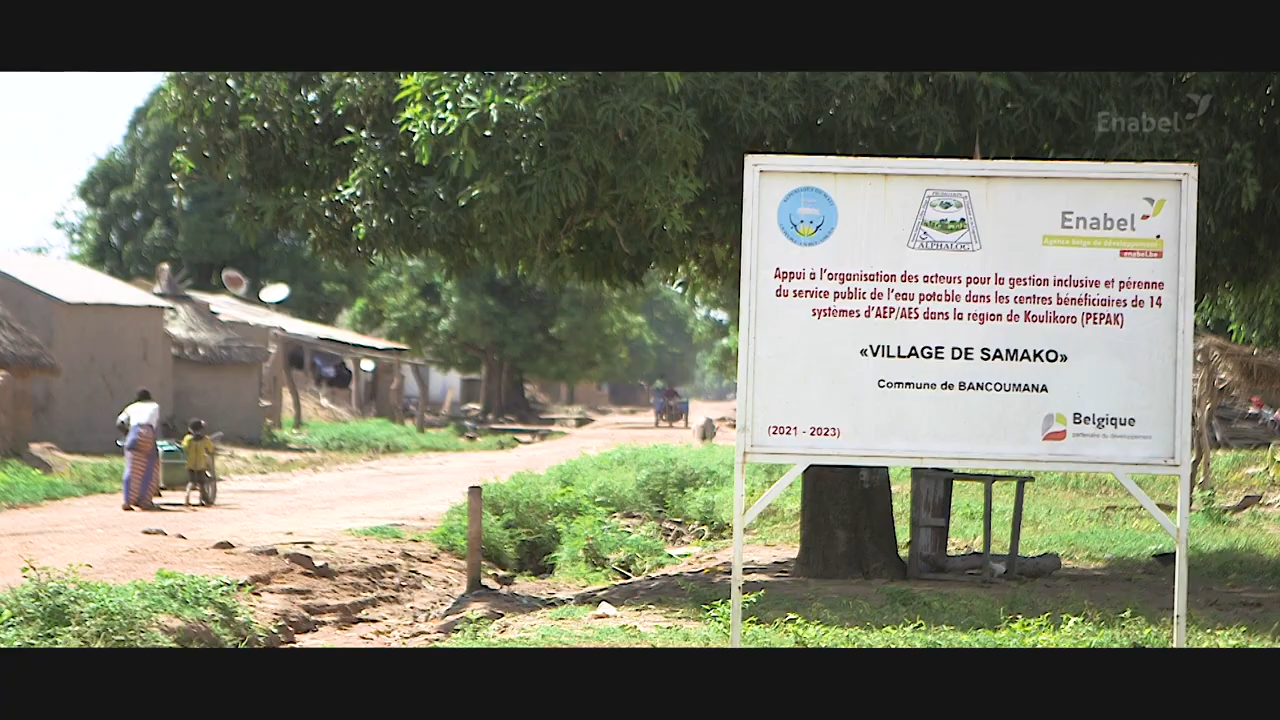 Enabel
Enabel
Agence belge de développement
enabel.be
AEPHALOG
Appui à l'organisation des acteurs pour la gestion inclusive et pérenne
du service public de l'eau potable dans les centres bénéficiaires de 14
systèmes d'AEP/AES dans la région de Koulikoro (PEPAK)
«VILLAGE DE SAMAKO»
Commune de BANCOUMANA
(2021 - 2023)
Belgique
partenaire du développement